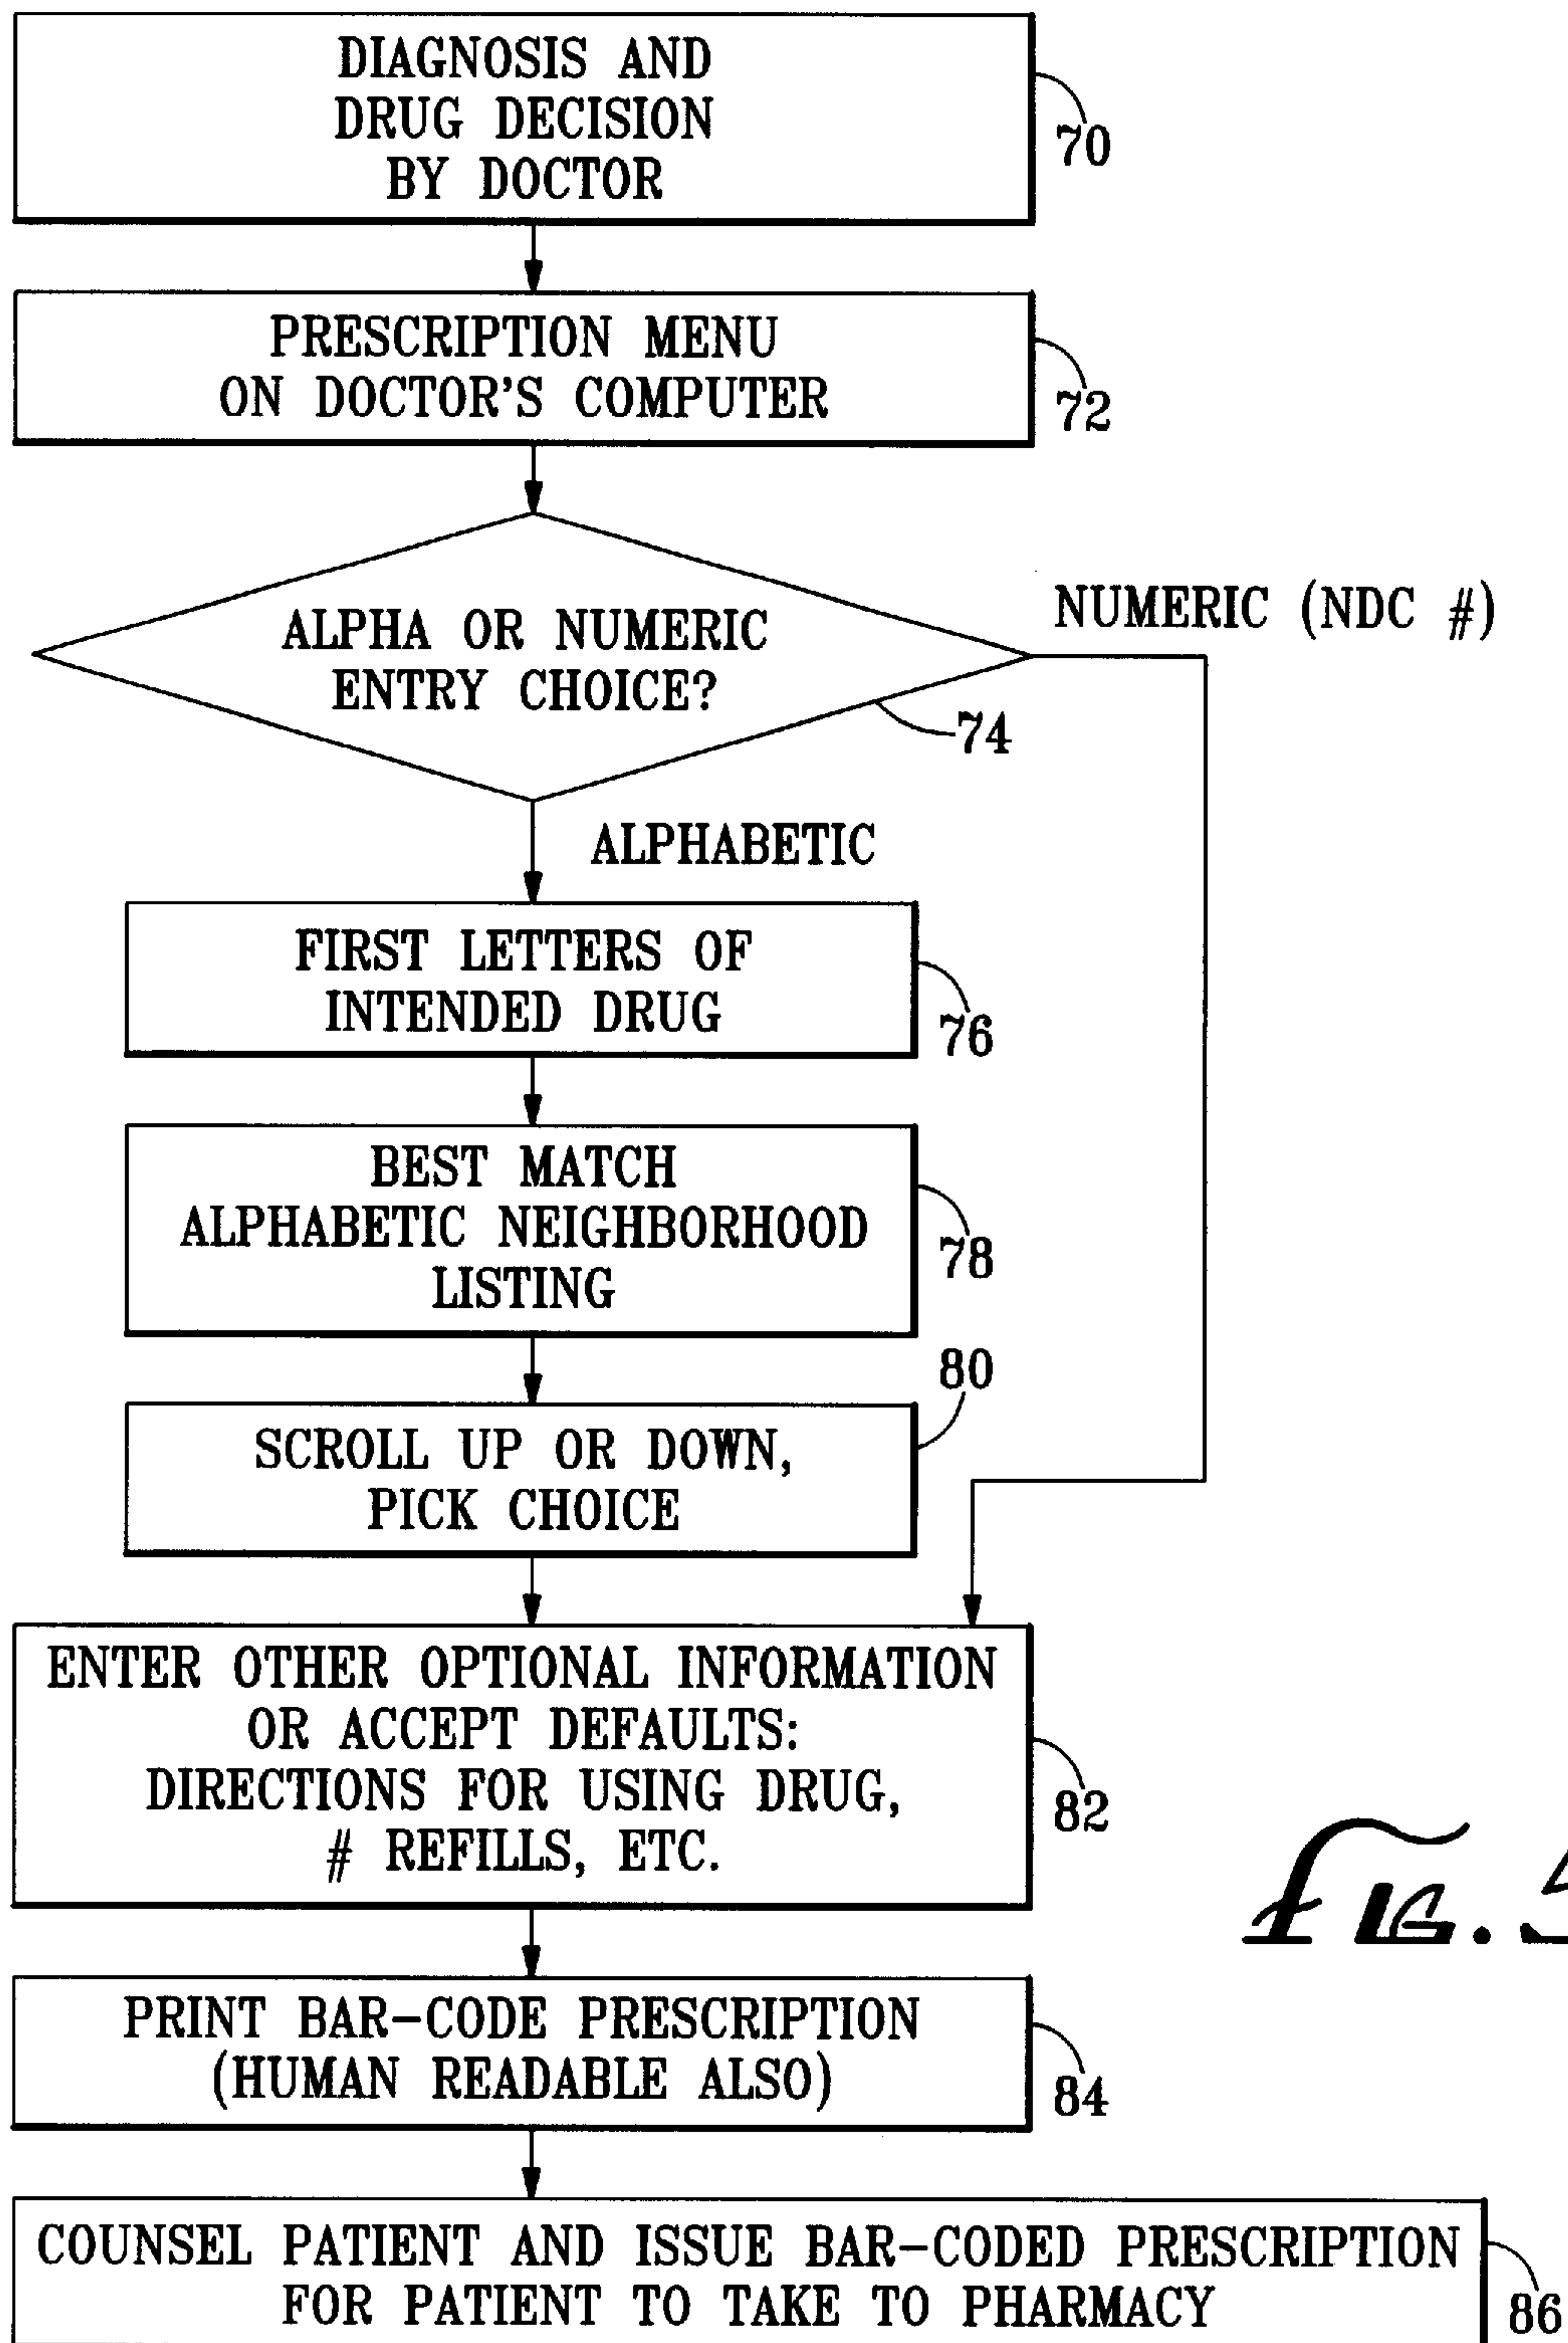 DIAGNOSIS AND
DRUG DECISION
BY DOCTOR
70
PRESCRIPTION MENU
ON DOCTOR'S COMPUTER
72
ALPHA OR NUMERIC
ENTRY CHOICE?
74
NUMERIC (NDC #)
ALPHABETIC
FIRST LETTERS OF
INTENDED DRUG
76
BEST MATCH
ALPHABETIC NEIGHBORHOOD
LISTING
78
SCROLL UP OR DOWN,
PICK CHOICE
80
ENTER OTHER OPTIONAL INFORMATION
OR ACCEPT DEFAULTS:
DIRECTIONS FOR USING DRUG,
# REFILLS, ETC.
82
FIG.
PRINT BAR-CODE PRESCRIPTION
(HUMAN READABLE ALSO)
84
COUNSEL PATIENT AND ISSUE BAR-CODED PRESCRIPTION
FOR PATIENT TO TAKE TO PHARMACY
86